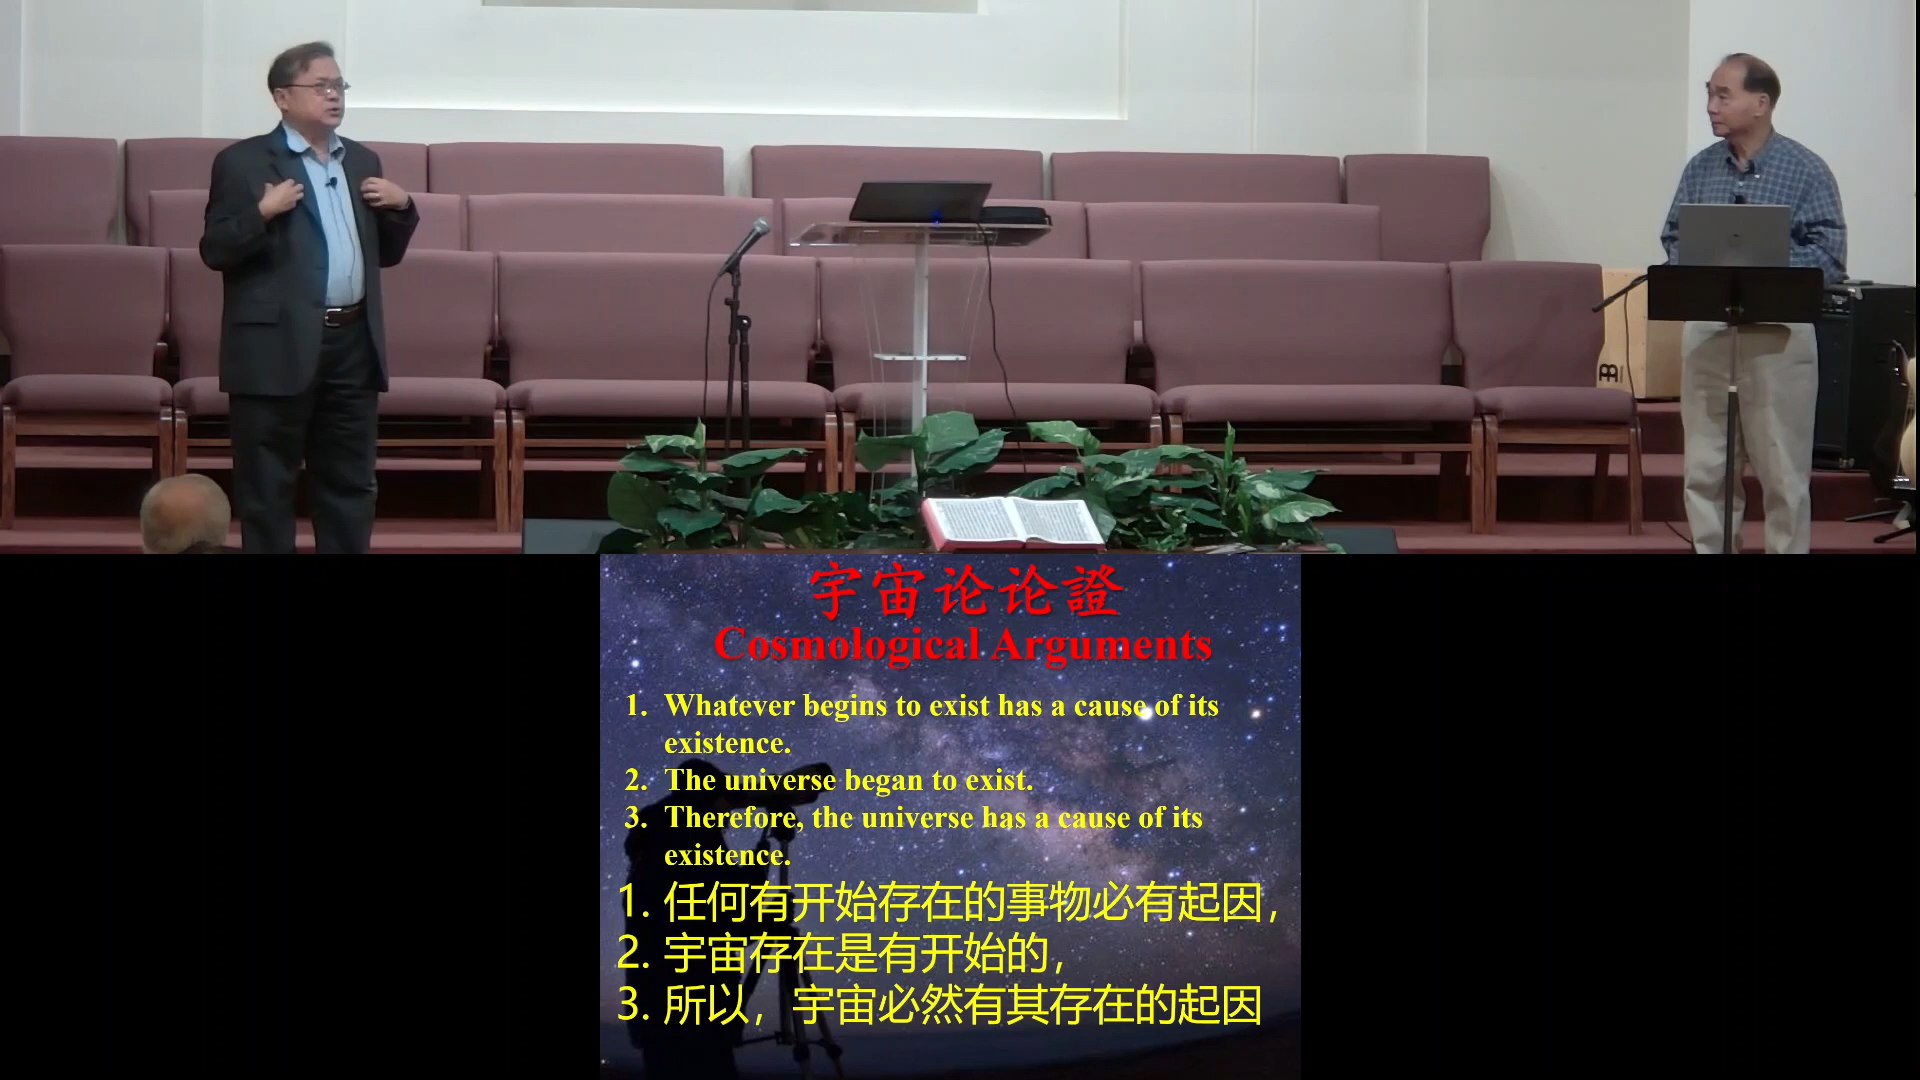 宇宙论论證
Cosmological Arguments
1. Whatever begins to exist has a cause of its
existence.
2. The universe began to exist.
3. Therefore, the universe has a cause of its
existence.
1. 任何有开始存在的事物必有起因，
2. 宇宙存在是有开始的，
3. 所以，宇宙必然有其存在的起因